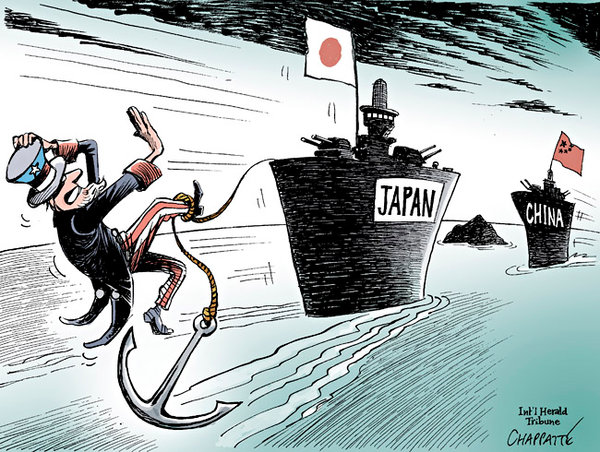 JAPAN
CHINA
Int'l Herald
Tribune
CHAPPATTE